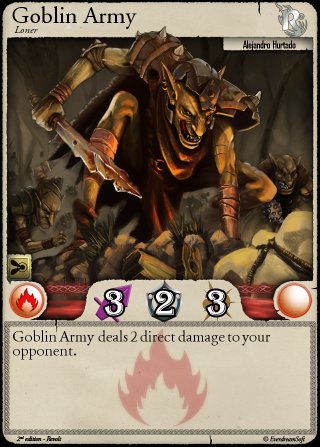 Goblin Army
Loner
R
Alejandro Hurtado
3 2 3
Goblin Army deals 2 direct damage to your
opponent.
2nd edition - Revolt
© EverdreamSoft